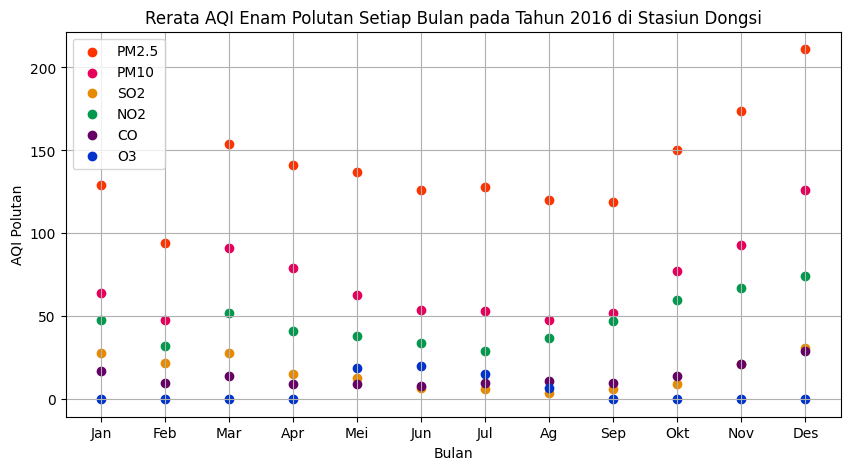 Rerata AQI Enam Polutan Setiap Bulan pada Tahun 2016 di Stasiun Dongsi
PM2.5
PM10
SO2
NO2
CO
O3
AQI Polutan
200
150
100
50
0
Jan Feb Mar Apr Mei Jun Jul Ag Sep Okt Nov Des
Bulan